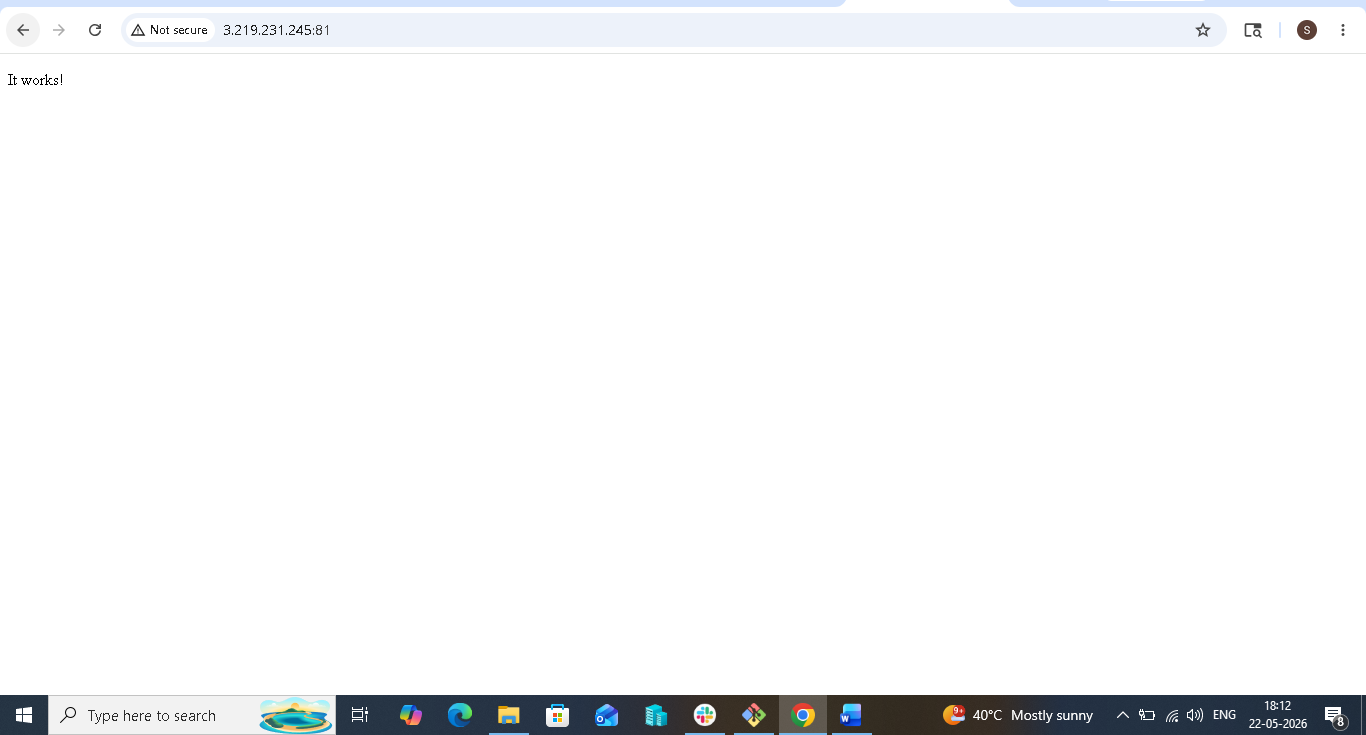 Not secure
3.219.231.245:81
S
It works!
Type here to search
9+
40°C Mostly sunny
ENG
18:12
22-05-2026
8